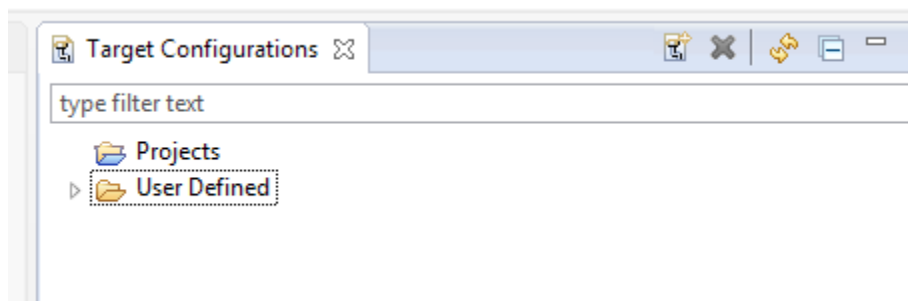 Target Configurations
type filter text
Projects
User Defined